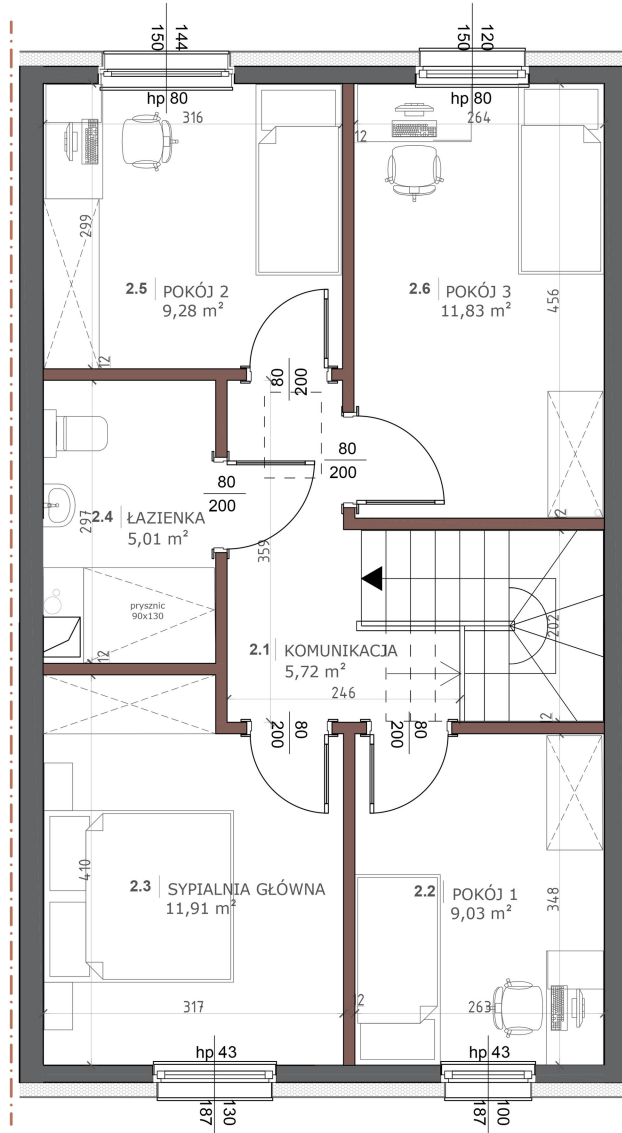 144
150
120
150
hp 80
hp 80
316
264
12
299
456
2.5 POKÓJ 2
9,28 m²
2.6 POKÓJ 3
11,83 m²
12
80
200
80
200
80
200
297
2.4 ŁAZIENKA
5,01 m²
359
2
prysznic
90x130
202
2.1 KOMUNIKACJA
5,72 m²
12
246
2
80
200
80
200
410
2.3 SYPIALNIA GŁÓWNA
11,91 m²
2.2 POKÓJ 1
9,03 m²
348
317
12
263
hp 43
hp 43
130
187
100
187